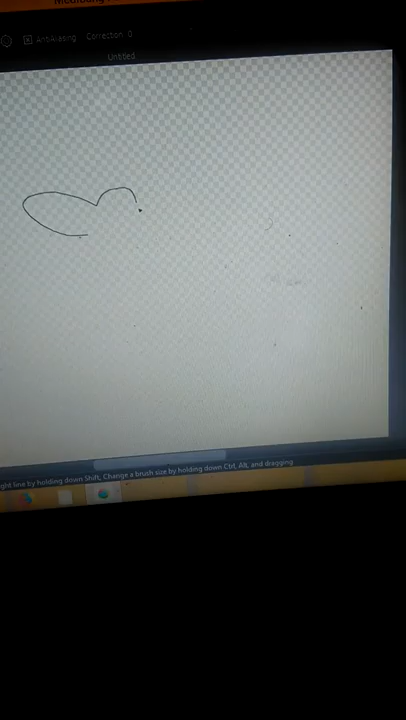 AntiAliasing Correction 0
Untitled
ght line by holding down Shift, Change a brush size by holding down Ctrl, Alt, and dragging